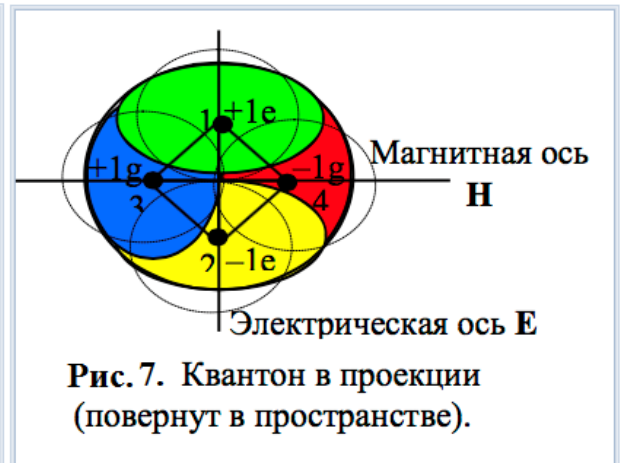 1 +1e
+1g
–1g
3
4
2 –1e
Магнитная ось
H
Электрическая ось E
Рис. 7. Квантон в проекции
(повернут в пространстве).